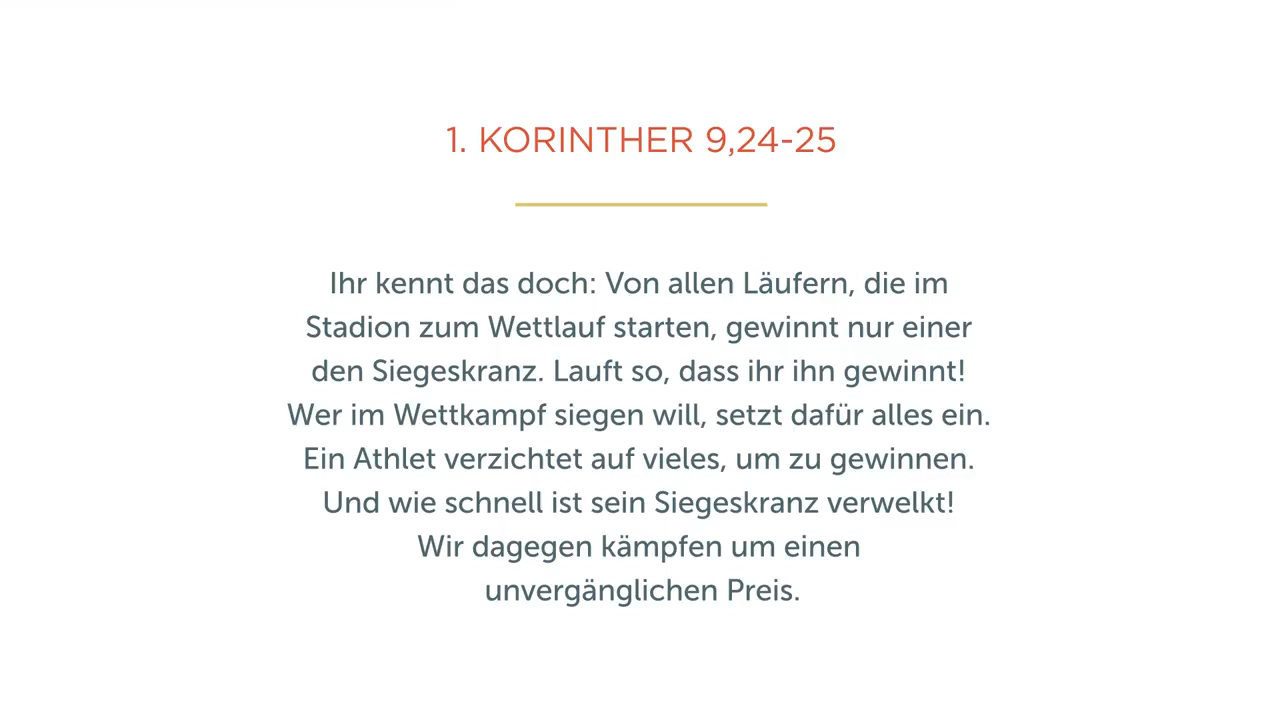 1. KORINTHER 9,24-25
Ihr kennt das doch: Von allen Läufern, die im
Stadion zum Wettlauf starten, gewinnt nur einer
den Siegeskranz. Lauft so, dass ihr ihn gewinnt!
Wer im Wettkampf siegen will, setzt dafür alles ein.
Ein Athlet verzichtet auf vieles, um zu gewinnen.
Und wie schnell ist sein Siegeskranz verwelkt!
Wir dagegen kämpfen um einen
unvergänglichen Preis.